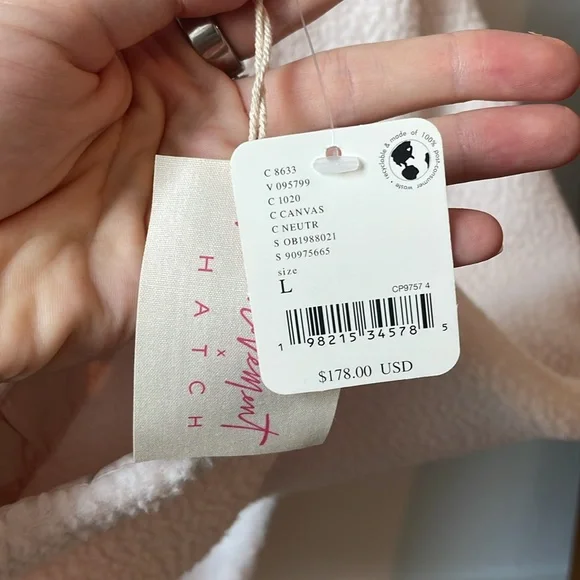 C 8633
V 095799
C 1020
C CANVAS
C NEUTR
S OB1988021
S 90975665
size
L
CP9757 4
1 98215 34578 5
$178.00 USD
recyclable & made of 100% post-consumer waste •
×
HATCH